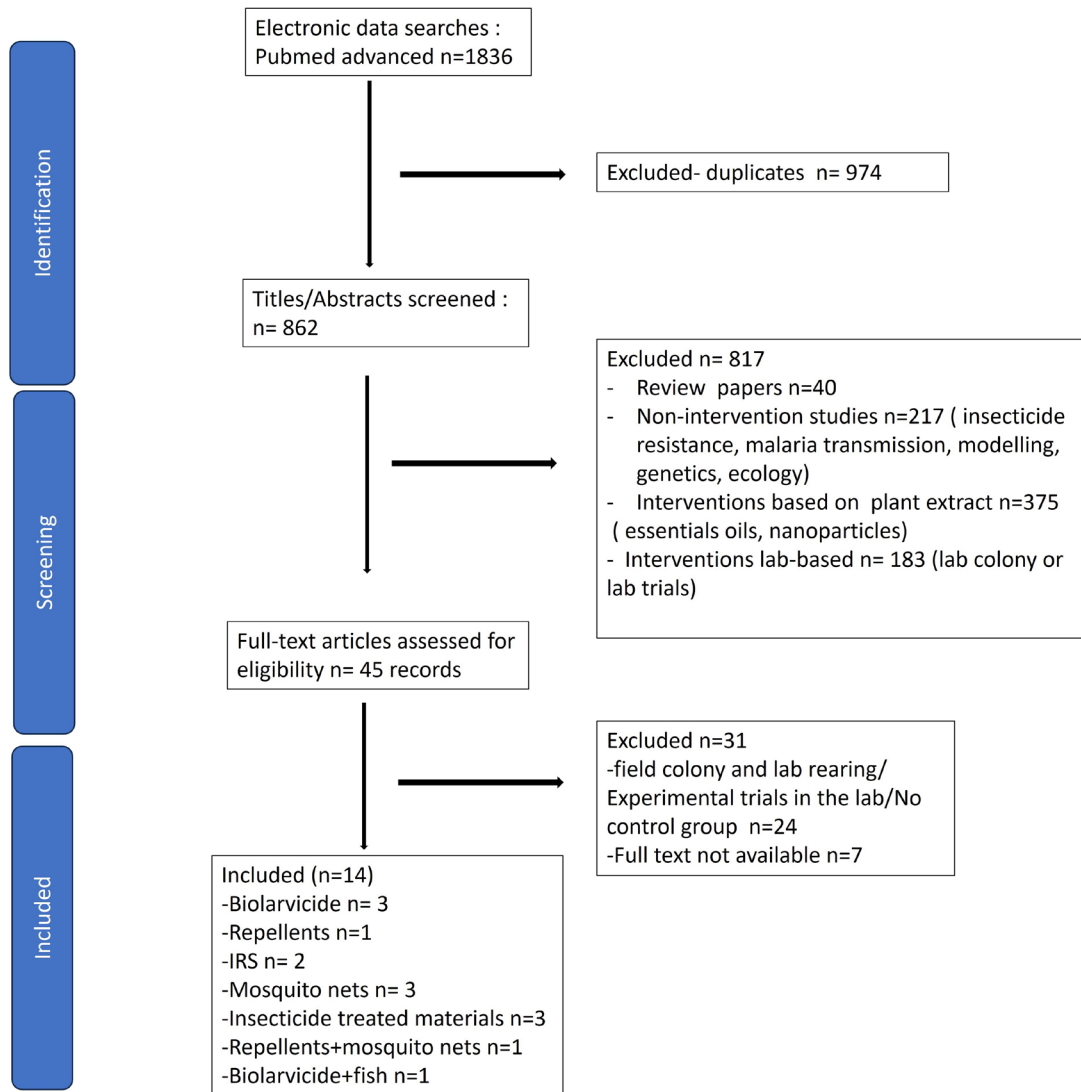 Electronic data searches :
Pubmed advanced n=1836
Identification
Excluded- duplicates n= 974
Titles/Abstracts screened :
n= 862
Excluded n= 817
- Review papers n=40
- Non-intervention studies n=217 ( insecticide
resistance, malaria transmission, modelling,
genetics, ecology)
- Interventions based on plant extract n=375
( essentials oils, nanoparticles)
- Interventions lab-based n= 183 (lab colony or
lab trials)
Screening
Full-text articles assessed for
eligibility n= 45 records
Excluded n=31
-field colony and lab rearing/
Experimental trials in the lab/No
control group n=24
-Full text not available n=7
Included
Included (n=14)
-Biolarvicide n= 3
-Repellents n=1
-IRS n= 2
-Mosquito nets n= 3
-Insecticide treated materials n=3
-Repellents+mosquito nets n=1
-Biolarvicide+fish n=1